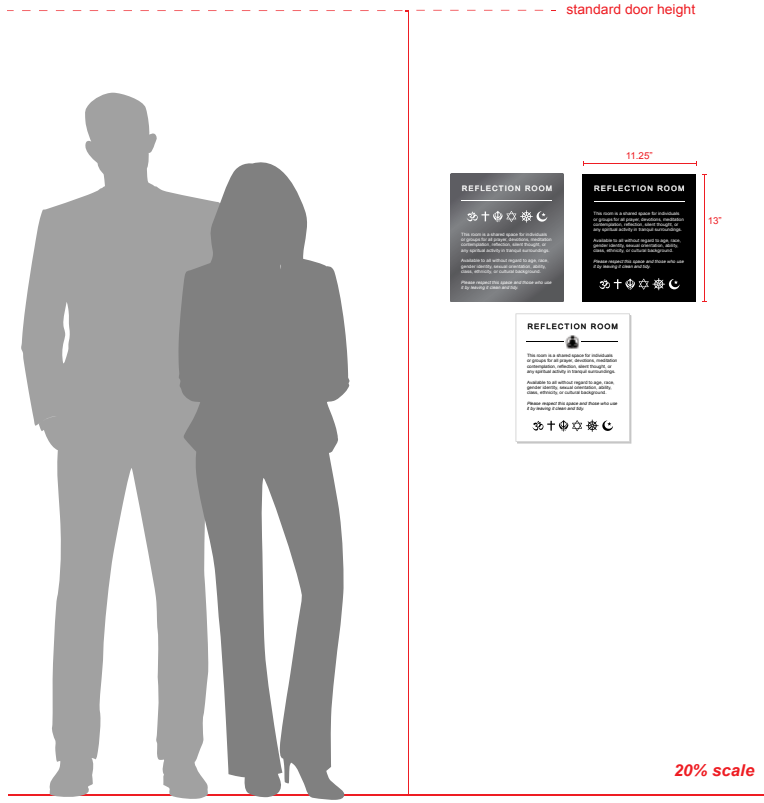 standard door height
11.25"
13"
REFLECTION ROOM
ॐ ✝ ☬ ✡ ☸ ☪
This room is a shared space for individuals
or groups for all prayer, devotions, meditation
contemplation, reflection, silent thought, or
any spiritual activity in tranquil surroundings.
Available to all without regard to age, race,
gender identity, sexual orientation, ability,
class, ethnicity, or cultural background.
Please respect this space and those who use
it by leaving it clean and tidy.
REFLECTION ROOM
This room is a shared space for individuals
or groups for all prayer, devotions, meditation
contemplation, reflection, silent thought, or
any spiritual activity in tranquil surroundings.
Available to all without regard to age, race,
gender identity, sexual orientation, ability,
class, ethnicity, or cultural background.
Please respect this space and those who use
it by leaving it clean and tidy.
ॐ ✝ ☬ ✡ ☸ ☪
REFLECTION ROOM
This room is a shared space for individuals
or groups for all prayer, devotions, meditation
contemplation, reflection, silent thought, or
any spiritual activity in tranquil surroundings.
Available to all without regard to age, race,
gender identity, sexual orientation, ability,
class, ethnicity, or cultural background.
Please respect this space and those who use
it by leaving it clean and tidy.
ॐ ✝ ☬ ✡ ☸ ☪
20% scale